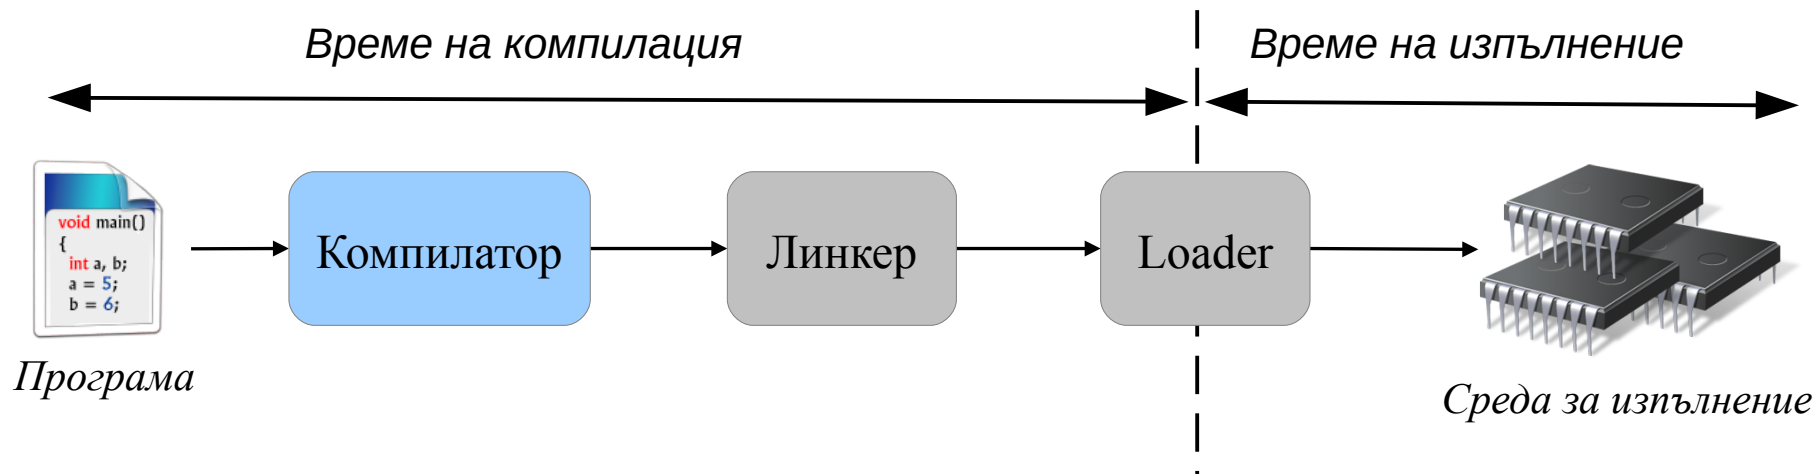 Време на компилация
Време на изпълнение
void main()
{
int a, b;
a = 5;
b = 6;
Компилатор
Линкер
Loader
Програма
Среда за изпълнение